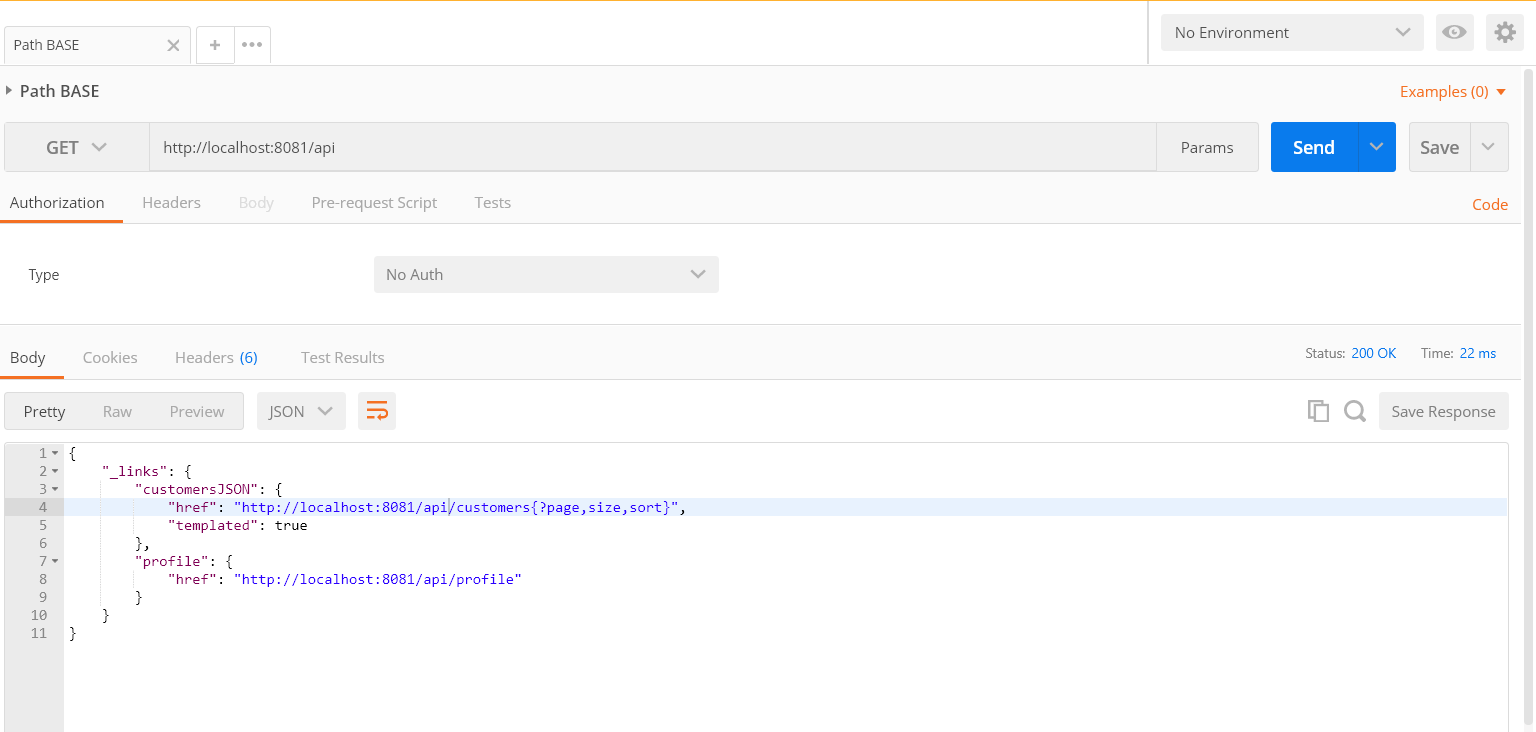 Path BASE + ••• No Environment
Path BASE Examples (0)
GET http://localhost:8081/api Params Send Save
Authorization Headers Body Pre-request Script Tests Code
Type No Auth
Body Cookies Headers (6) Test Results Status: 200 OK Time: 22 ms
Pretty Raw Preview JSON Save Response
1 {
2 "_links": {
3 "customersJSON": {
4 "href": "http://localhost:8081/api/customers{?page,size,sort}",
5 "templated": true
6 },
7 "profile": {
8 "href": "http://localhost:8081/api/profile"
9 }
10 }
11 }